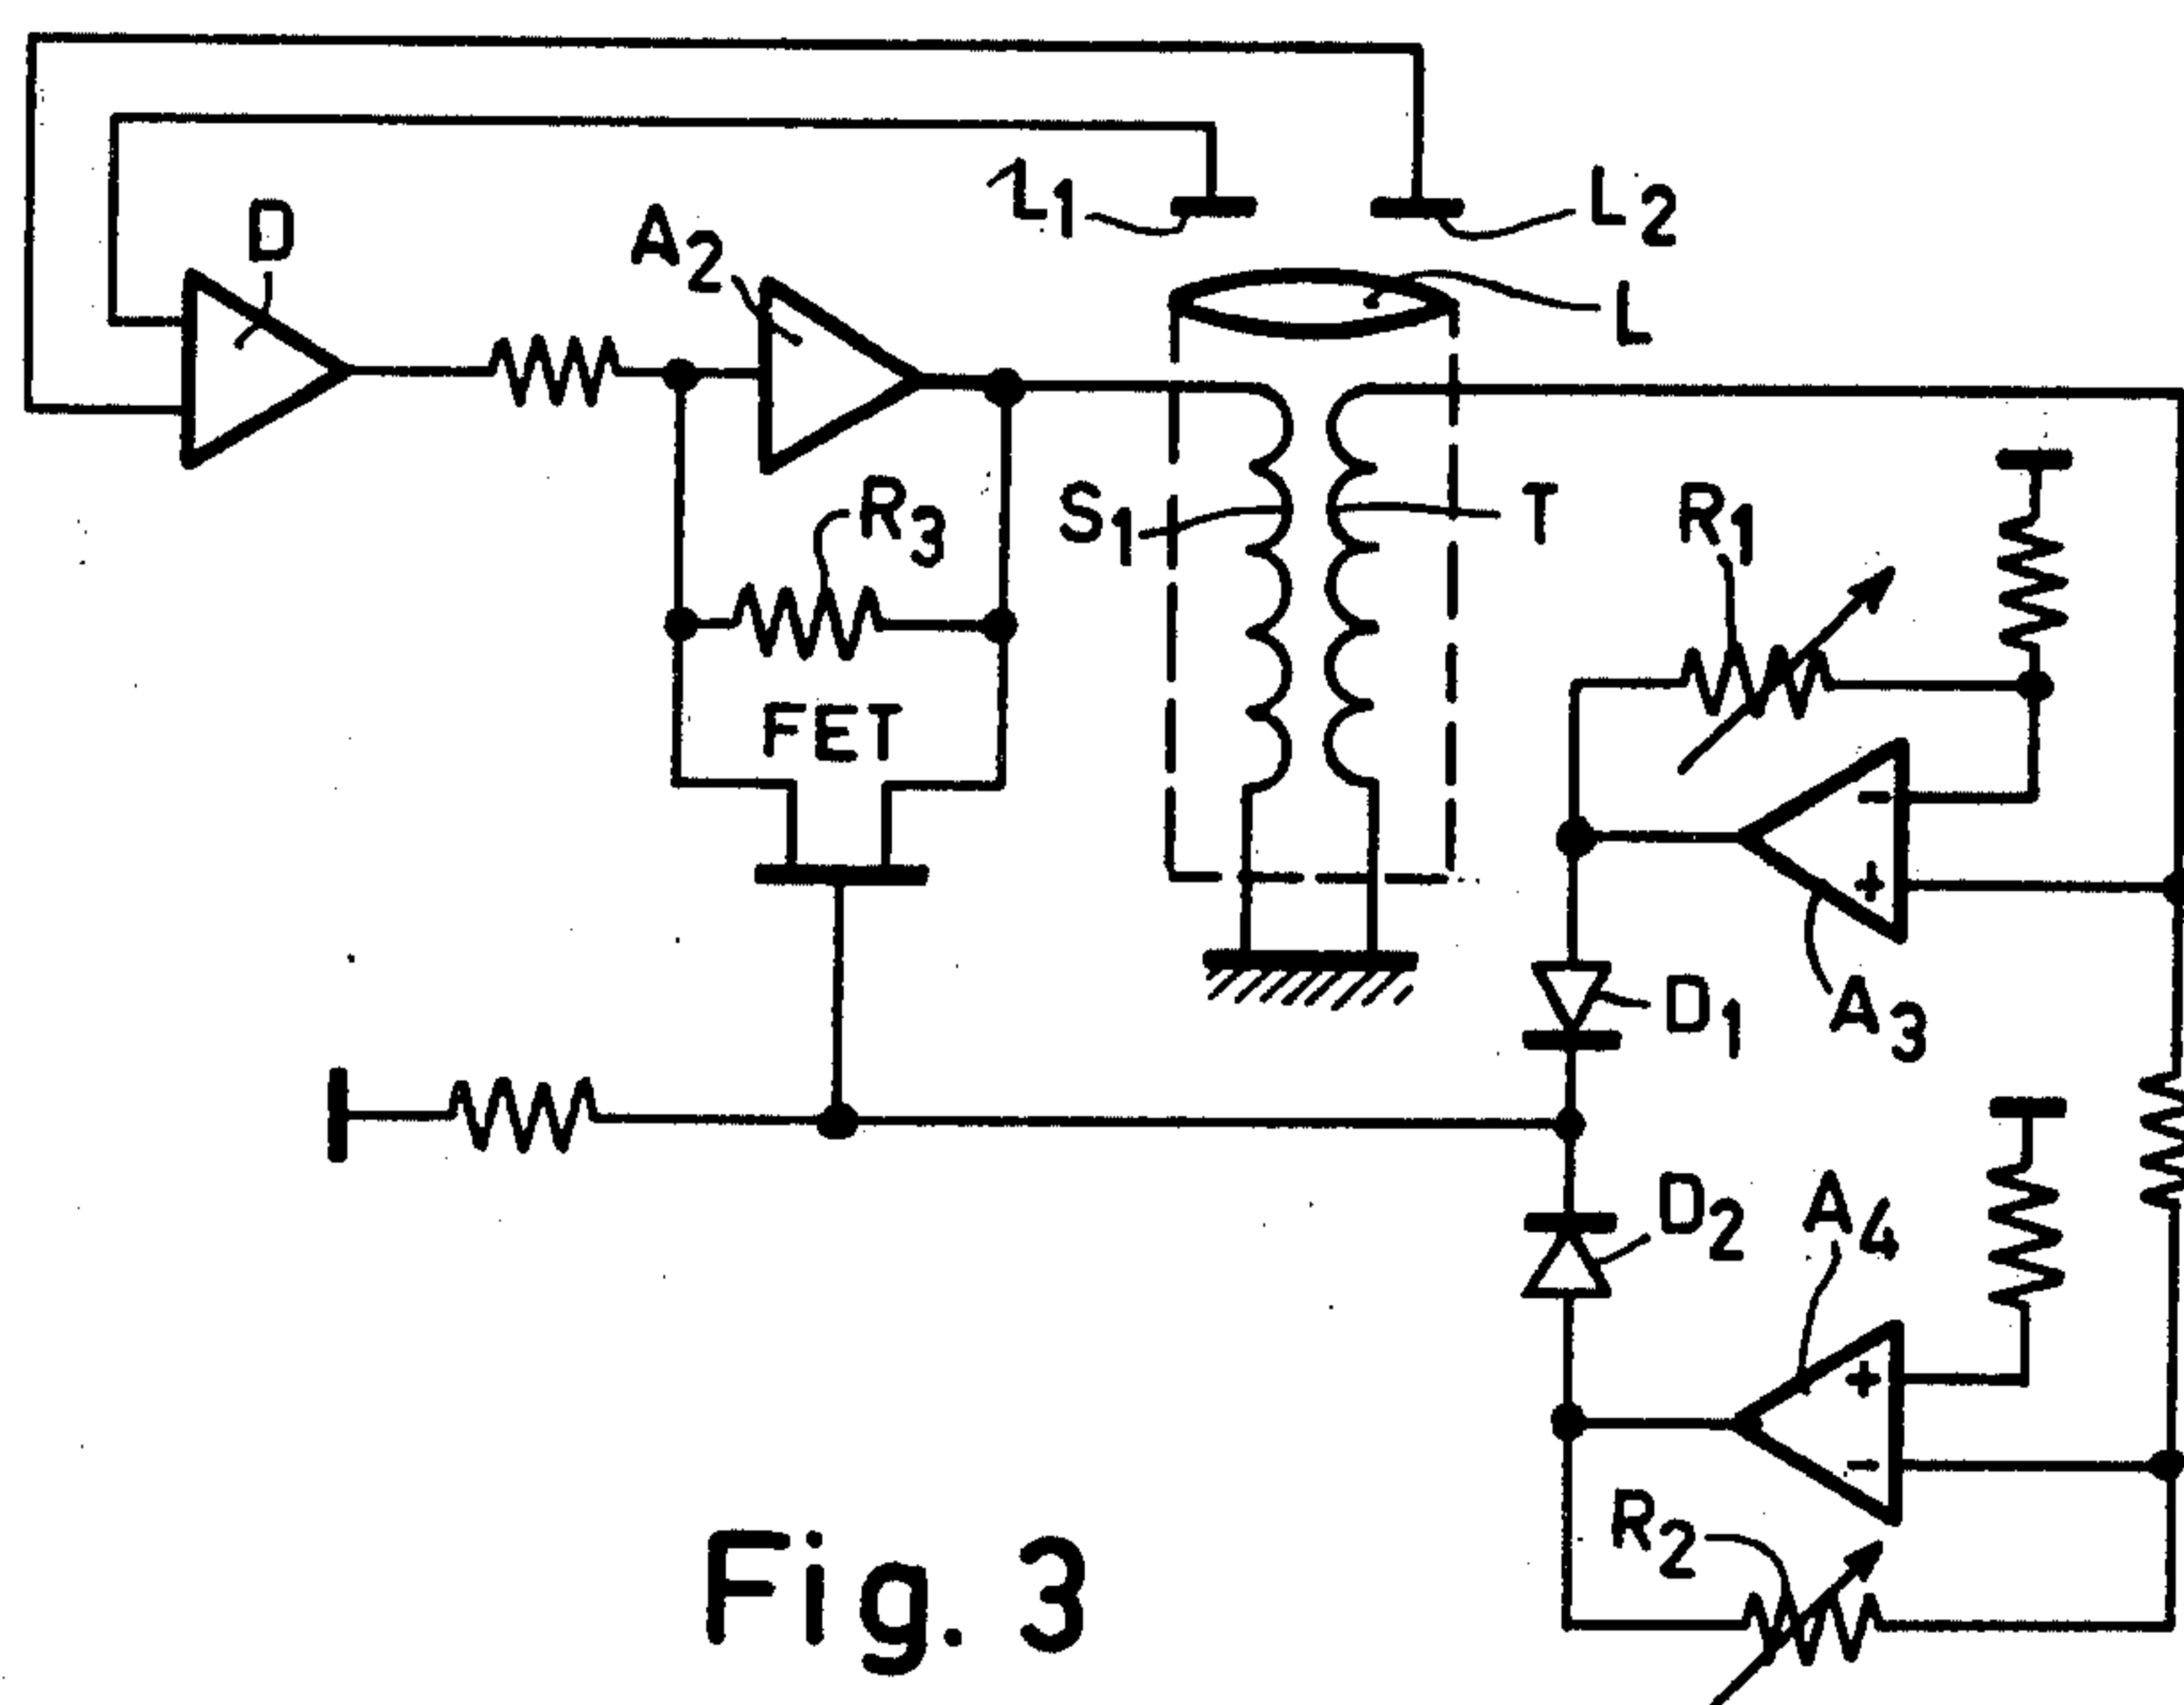 D
A2
L1
L2
L
R3
S1
T
R1
FET
-
+
D1
A3
D2
A4
+
-
R2
Fig. 3